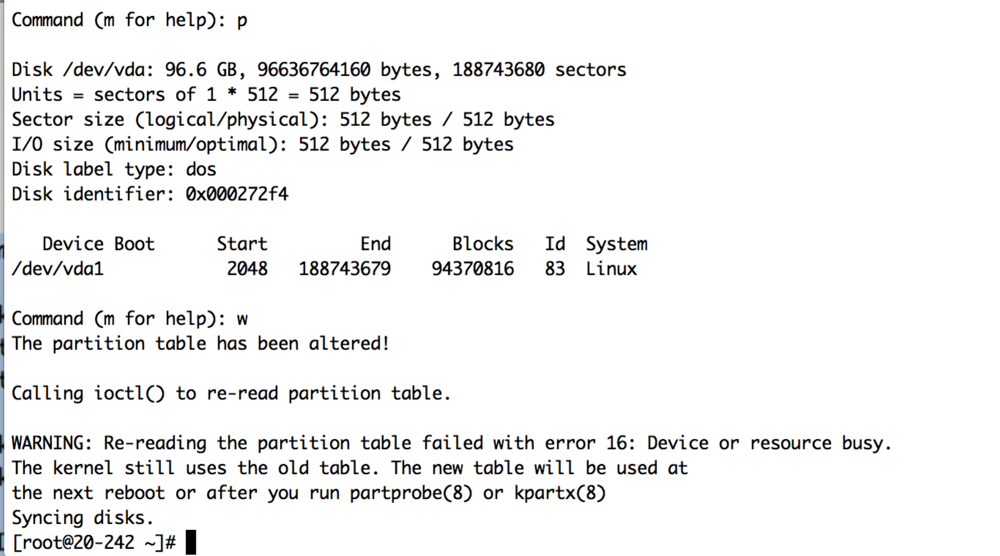 Command (m for help): p
Disk /dev/vda: 96.6 GB, 96636764160 bytes, 188743680 sectors
Units = sectors of 1 * 512 = 512 bytes
Sector size (logical/physical): 512 bytes / 512 bytes
I/O size (minimum/optimal): 512 bytes / 512 bytes
Disk label type: dos
Disk identifier: 0x000272f4
Device Boot Start End Blocks Id System
/dev/vda1 2048 188743679 94370816 83 Linux
Command (m for help): w
The partition table has been altered!
Calling ioctl() to re-read partition table.
WARNING: Re-reading the partition table failed with error 16: Device or resource busy.
The kernel still uses the old table. The new table will be used at
the next reboot or after you run partprobe(8) or kpartx(8)
Syncing disks.
[root@20-242 ~]#